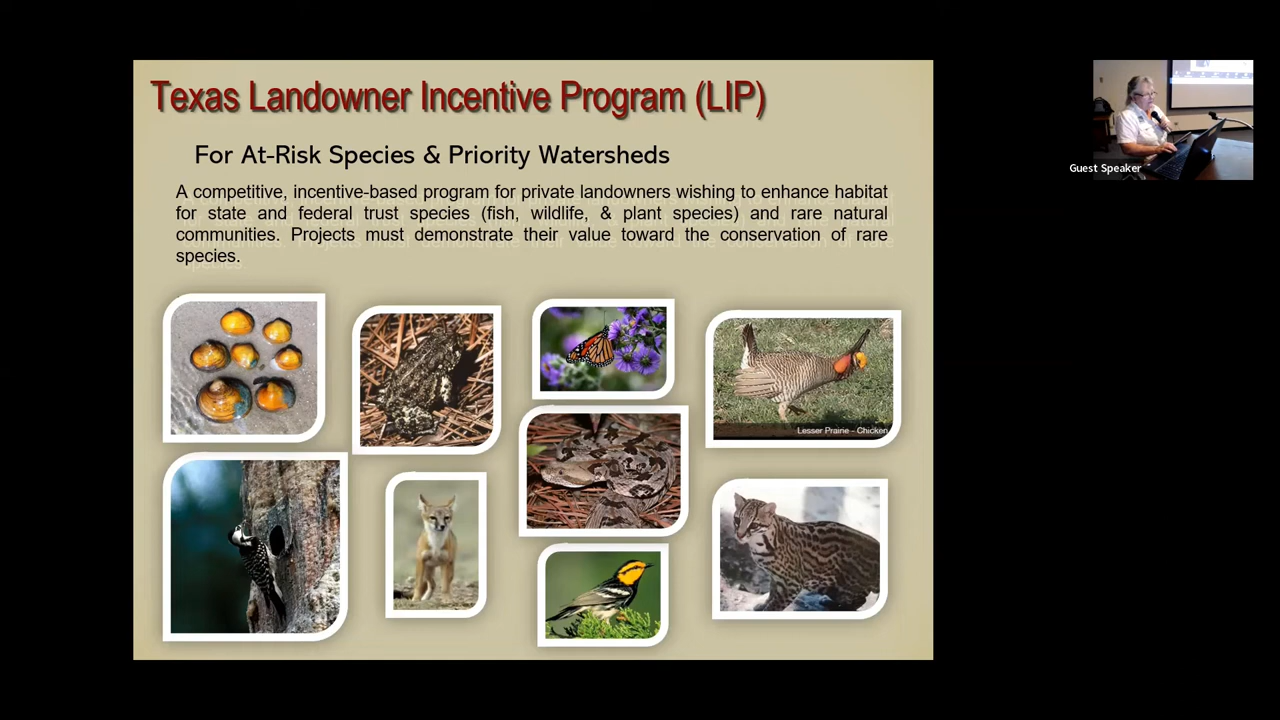 Texas Landowner Incentive Program (LIP)
For At-Risk Species & Priority Watersheds
A competitive, incentive-based program for private landowners wishing to enhance habitat
for state and federal trust species (fish, wildlife, & plant species) and rare natural
communities. Projects must demonstrate their value toward the conservation of rare
species.
Lesser Prairie - Chicken
Guest Speaker